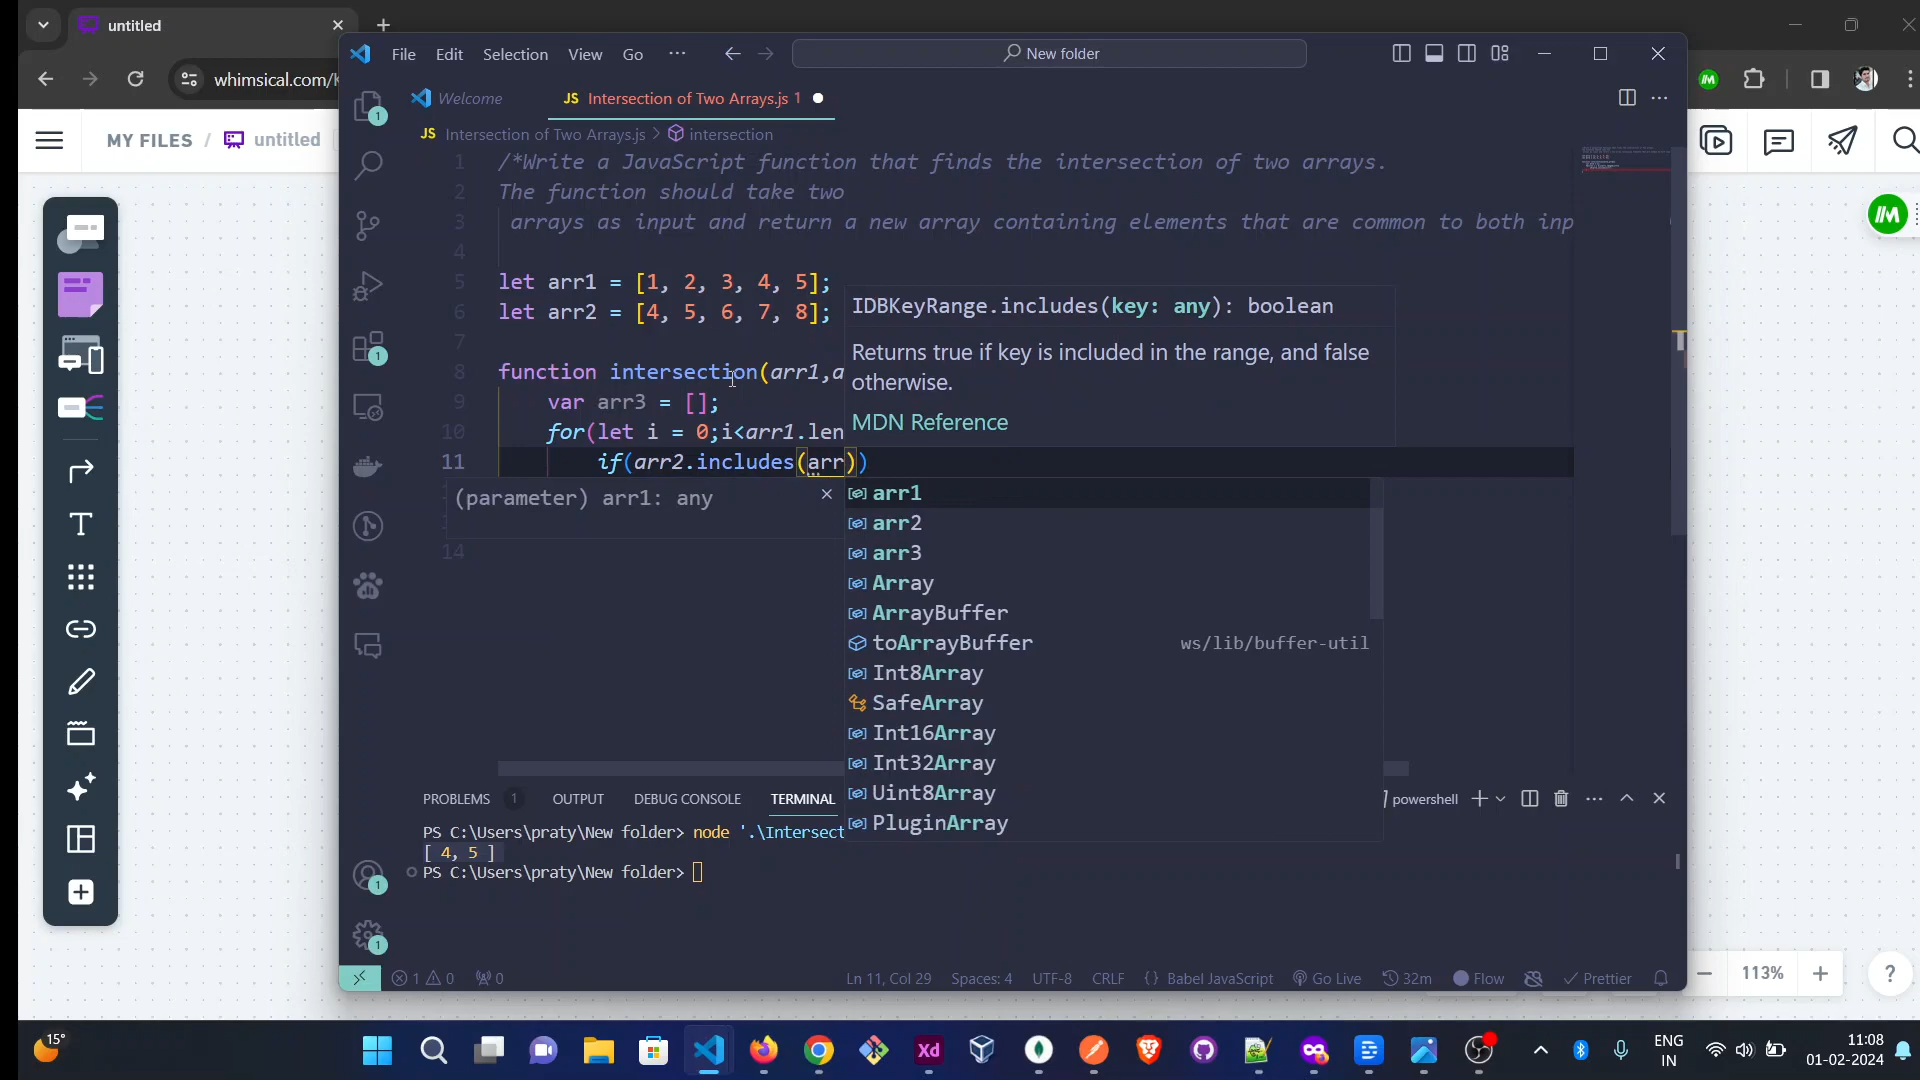 untitled
whimsical.com/
MY FILES / untitled
File Edit Selection View Go ···
New folder
Welcome
JS Intersection of Two Arrays.js 1
JS Intersection of Two Arrays.js > intersection
1 /*Write a JavaScript function that finds the intersection of two arrays.
2 The function should take two
3 arrays as input and return a new array containing elements that are common to both inp
4
5 let arr1 = [1, 2, 3, 4, 5];
6 let arr2 = [4, 5, 6, 7, 8];
7
8 function intersection(arr1,a
9 var arr3 = [];
10 for(let i = 0;i<arr1.len
11 if(arr2.includes(arr))
14
IDBKeyRange.includes(key: any): boolean
Returns true if key is included in the range, and false
otherwise.
MDN Reference
(parameter) arr1: any
arr1
arr2
arr3
Array
ArrayBuffer
toArrayBuffer ws/lib/buffer-util
Int8Array
SafeArray
Int16Array
Int32Array
Uint8Array
PluginArray
PROBLEMS 1 OUTPUT DEBUG CONSOLE TERMINAL
powershell
PS C:\Users\praty\New folder> node '.\Intersect
[ 4, 5 ]
PS C:\Users\praty\New folder>
1 0 0
Ln 11, Col 29 Spaces: 4 UTF-8 CRLF {} Babel JavaScript Go Live 32m Flow Prettier
113%
15°
Xd
ENG
IN
11:08
01-02-2024